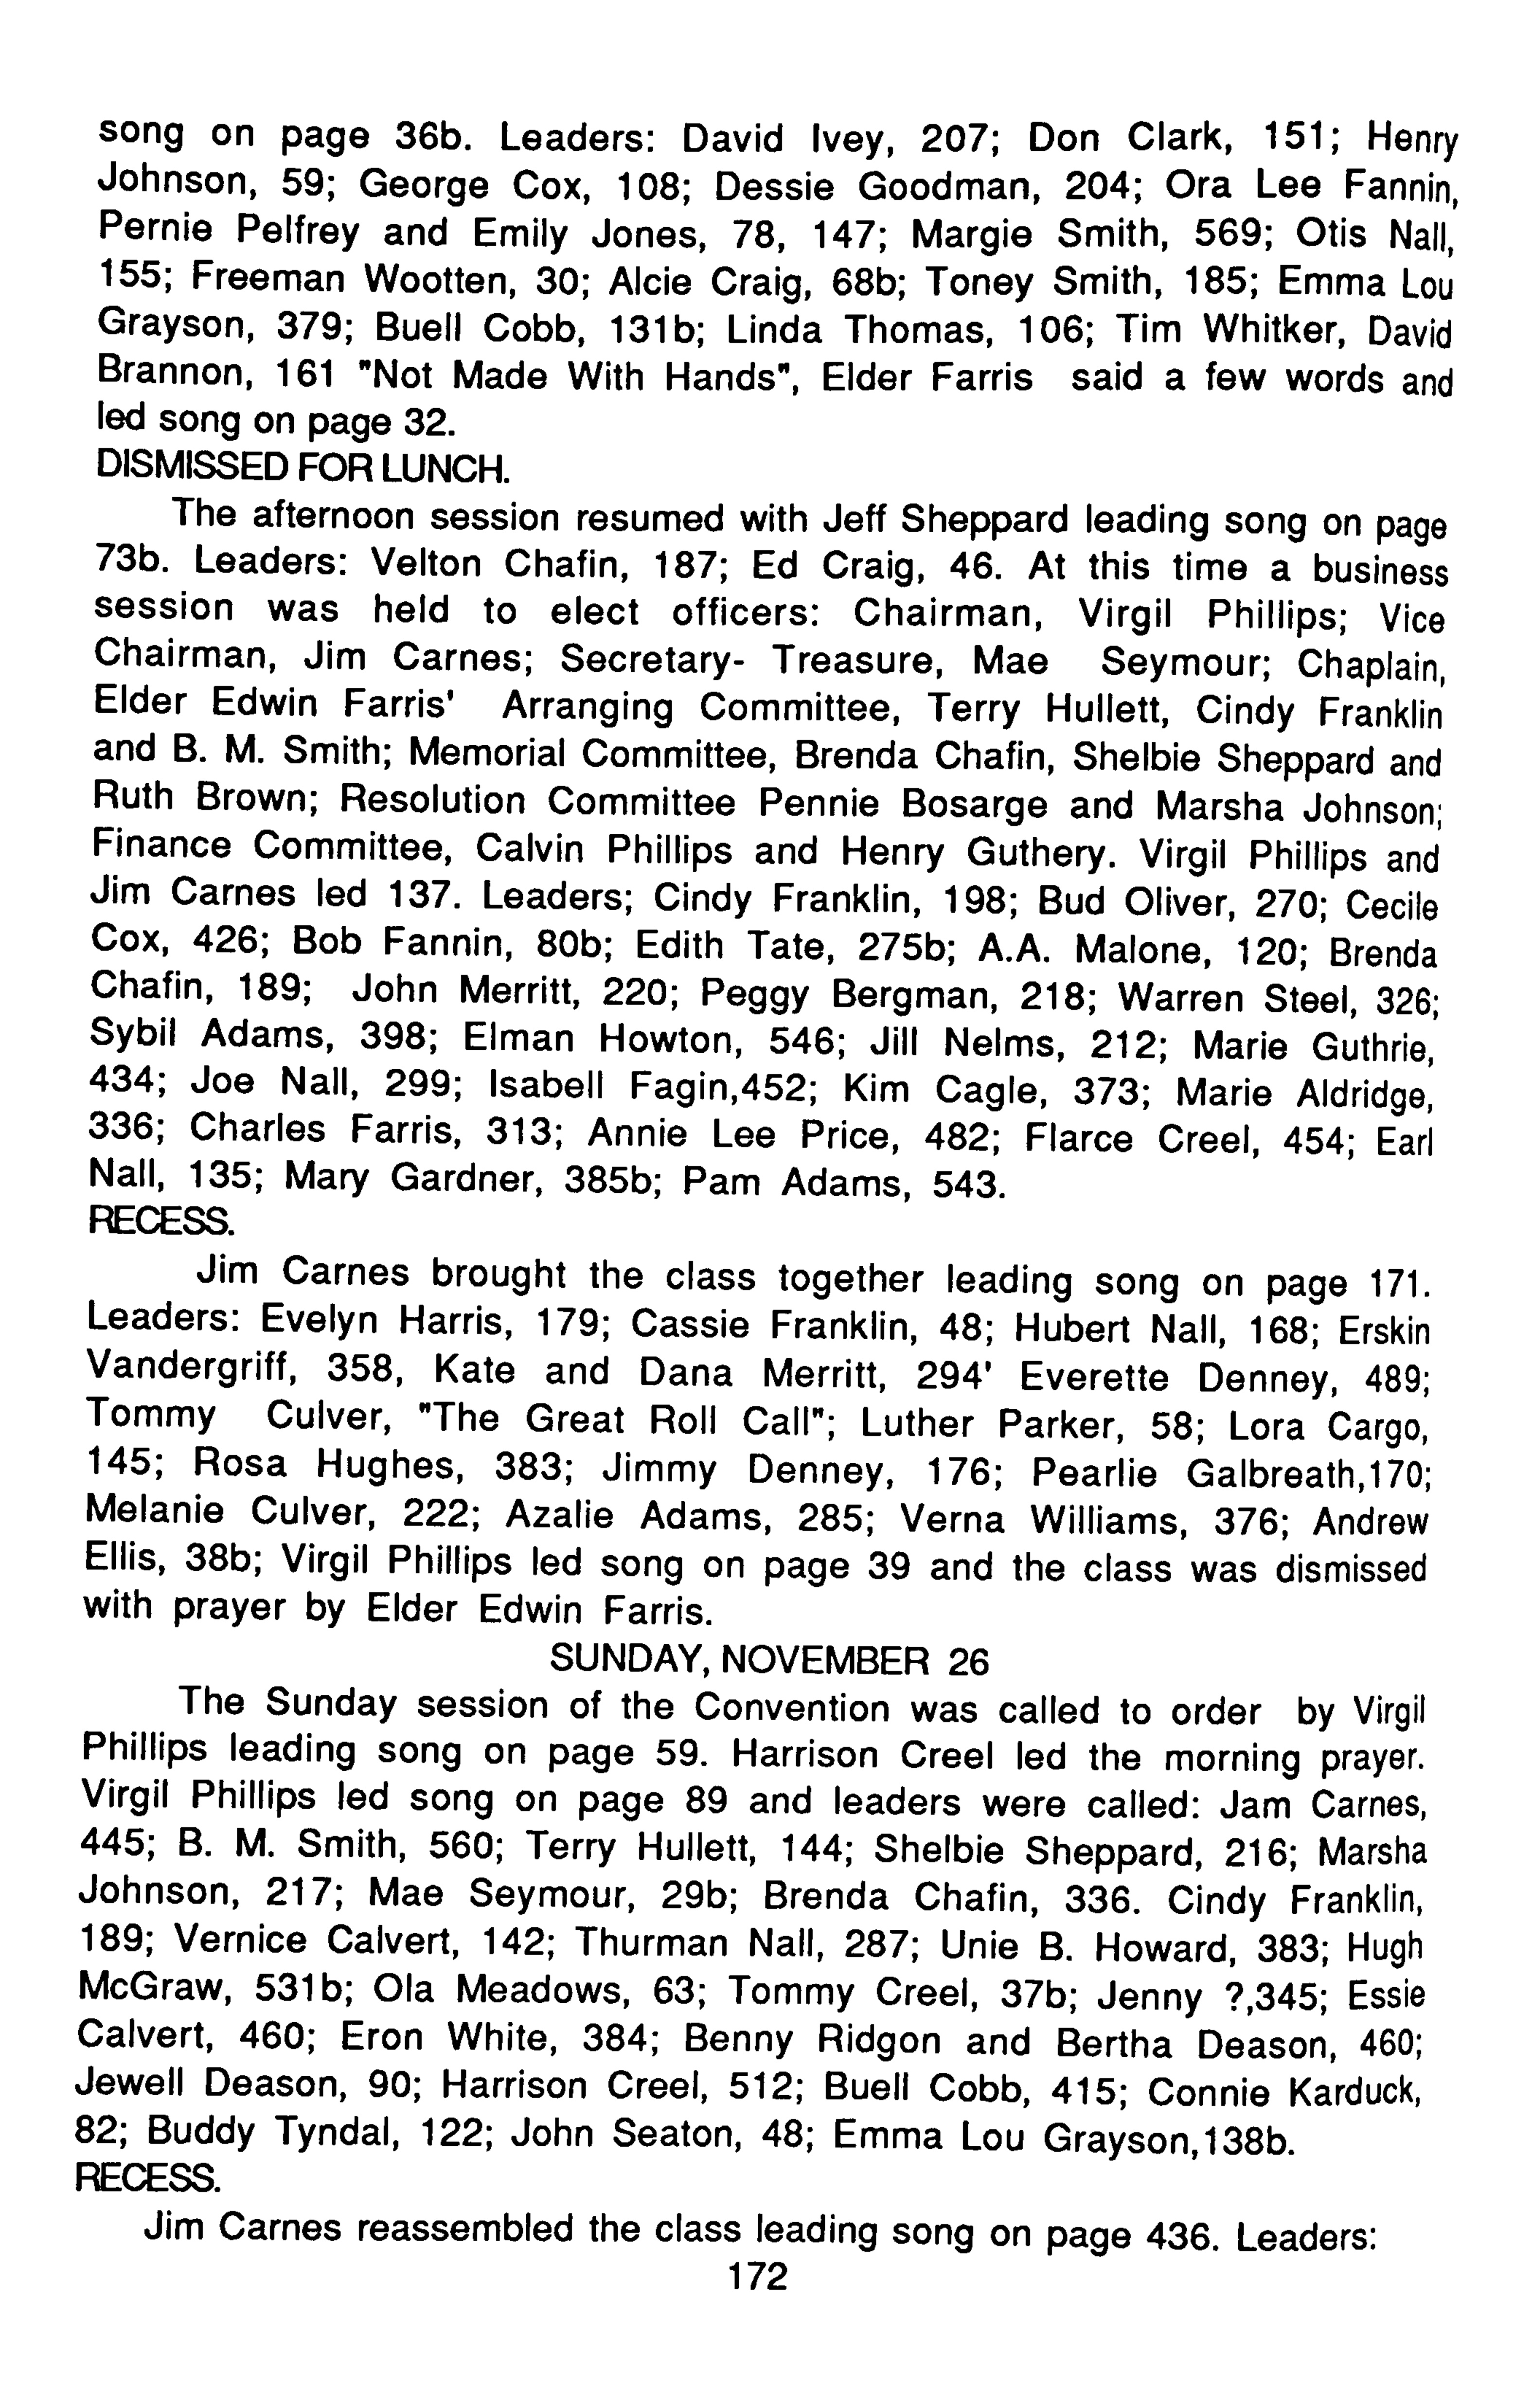 song on page 36b. Leaders: David Ivey, 207; Don Clark, 151; Henry
Johnson, 59; George Cox, 108; Dessie Goodman, 204; Ora Lee Fannin,
Pernie Pelfrey and Emily Jones, 78, 147; Margie Smith, 569; Otis Nall,
155; Freeman Wootten, 30; Alcie Craig, 68b; Toney Smith, 185; Emma Lou
Grayson, 379; Buell Cobb, 131b; Linda Thomas, 106; Tim Whitker, David
Brannon, 161 "Not Made With Hands", Elder Farris said a few words and
led song on page 32.
DISMISSED FOR LUNCH.
The afternoon session resumed with Jeff Sheppard leading song on page
73b. Leaders: Velton Chafin, 187; Ed Craig, 46. At this time a business
session was held to elect officers: Chairman, Virgil Phillips; Vice
Chairman, Jim Carnes; Secretary- Treasure, Mae Seymour; Chaplain,
Elder Edwin Farris' Arranging Committee, Terry Hullett, Cindy Franklin
and B. M. Smith; Memorial Committee, Brenda Chafin, Shelbie Sheppard and
Ruth Brown; Resolution Committee Pennie Bosarge and Marsha Johnson;
Finance Committee, Calvin Phillips and Henry Guthery. Virgil Phillips and
Jim Carnes led 137. Leaders; Cindy Franklin, 198; Bud Oliver, 270; Cecile
Cox, 426; Bob Fannin, 80b; Edith Tate, 275b; A.A. Malone, 120; Brenda
Chafin, 189; John Merritt, 220; Peggy Bergman, 218; Warren Steel, 326;
Sybil Adams, 398; Elman Howton, 546; Jill Nelms, 212; Marie Guthrie,
434; Joe Nall, 299; Isabell Fagin,452; Kim Cagle, 373; Marie Aldridge,
336; Charles Farris, 313; Annie Lee Price, 482; Flarce Creel, 454; Earl
Nall, 135; Mary Gardner, 385b; Pam Adams, 543.
RECESS.
Jim Carnes brought the class together leading song on page 171.
Leaders: Evelyn Harris, 179; Cassie Franklin, 48; Hubert Nall, 168; Erskin
Vandergriff, 358, Kate and Dana Merritt, 294' Everette Denney, 489;
Tommy Culver, "The Great Roll Call"; Luther Parker, 58; Lora Cargo,
145; Rosa Hughes, 383; Jimmy Denney, 176; Pearlie Galbreath,170;
Melanie Culver, 222; Azalie Adams, 285; Verna Williams, 376; Andrew
Ellis, 38b; Virgil Phillips led song on page 39 and the class was dismissed
with prayer by Elder Edwin Farris.
SUNDAY, NOVEMBER 26
The Sunday session of the Convention was called to order by Virgil
Phillips leading song on page 59. Harrison Creel led the morning prayer.
Virgil Phillips led song on page 89 and leaders were called: Jam Carnes,
445; B. M. Smith, 560; Terry Hullett, 144; Shelbie Sheppard, 216; Marsha
Johnson, 217; Mae Seymour, 29b; Brenda Chafin, 336. Cindy Franklin,
189; Vernice Calvert, 142; Thurman Nall, 287; Unie B. Howard, 383; Hugh
McGraw, 531b; Ola Meadows, 63; Tommy Creel, 37b; Jenny ?,345; Essie
Calvert, 460; Eron White, 384; Benny Ridgon and Bertha Deason, 460;
Jewell Deason, 90; Harrison Creel, 512; Buell Cobb, 415; Connie Karduck,
82; Buddy Tyndal, 122; John Seaton, 48; Emma Lou Grayson,138b.
RECESS.
Jim Carnes reassembled the class leading song on page 436. Leaders:
172